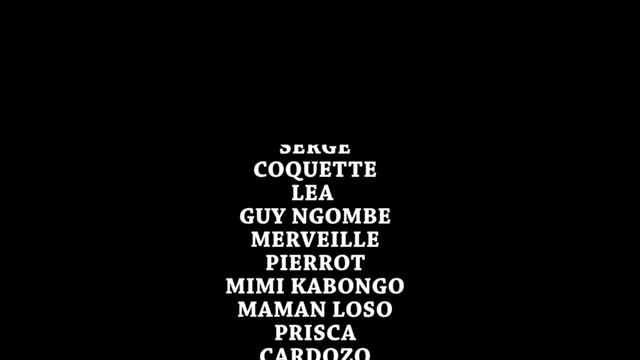 SERGE
COQUETTE
LEA
GUY NGOMBE
MERVEILLE
PIERROT
MIMI KABONGO
MAMAN LOSO
PRISCA
CARDOZO